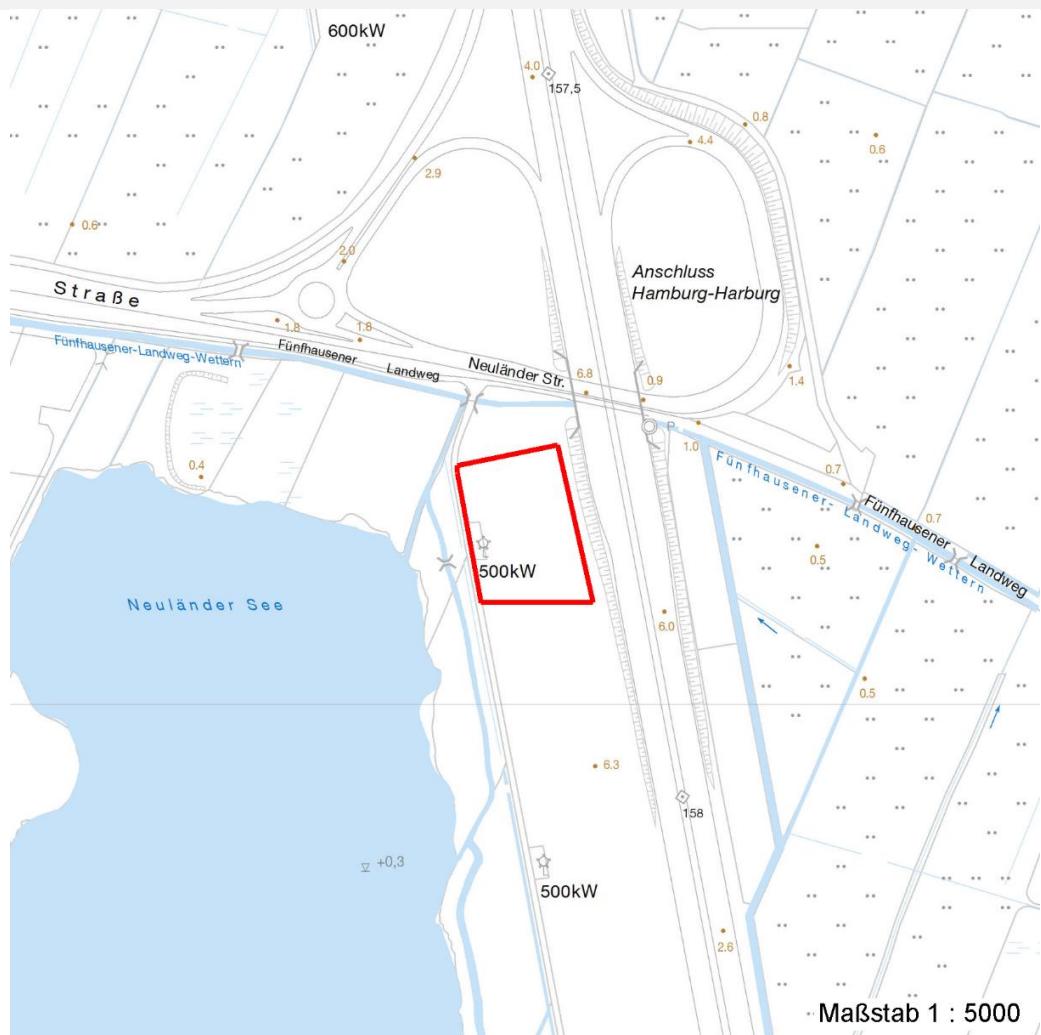 600kW
4.0
157,5
0.8
4.4
0.6
2.9
0.6
2.0
Anschluss
Hamburg-Harburg
Straße
1.8
1.8
Fünfhausener-Landweg-Wettern
Fünfhausener
Landweg
Neuländer Str.
6.8
0.9
1.4
P
1.0
0.4
0.7
Fünfhausener-Landweg-Wettern
Fünfhausener
Landweg
0.7
0.5
500kW
Neuländer See
6.0
0.5
6.3
158
+0,3
500kW
2.6
Maßstab 1 : 5000